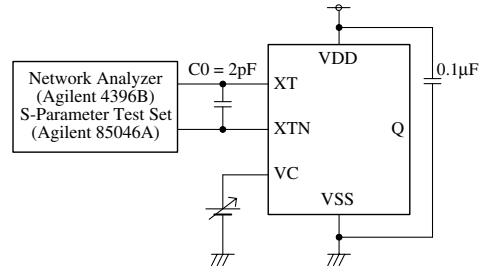 Network Analyzer
(Agilent 4396B)
S-Parameter Test Set
(Agilent 85046A)
C0 = 2pF
XT
XTN
VC
VDD
VSS
Q
0.1μF